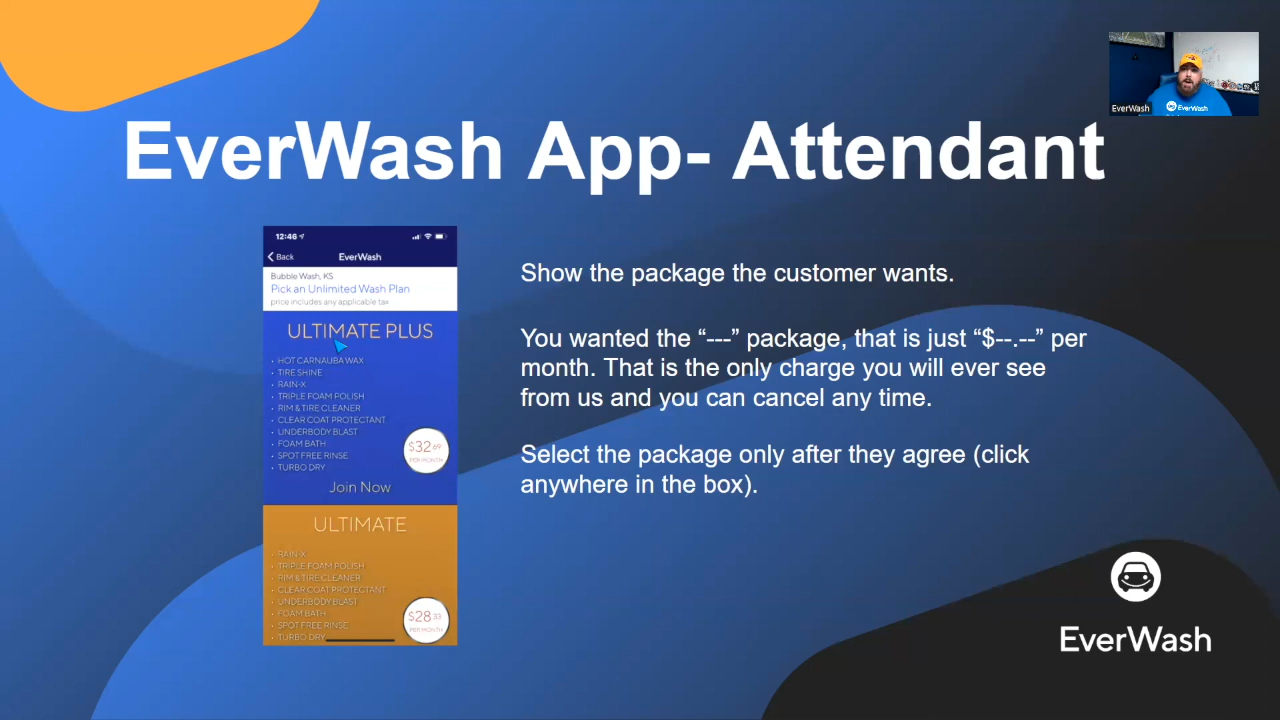 EverWash
EverWash
EverWash App- Attendant
12:46
Back
EverWash
Bubble Wash, KS
Pick an Unlimited Wash Plan
price includes any applicable tax
ULTIMATE PLUS
• HOT CARNAUBA WAX
• TIRE SHINE
• RAIN-X
• TRIPLE FOAM POLISH
• RIM & TIRE CLEANER
• CLEAR COAT PROTECTANT
• UNDERBODY BLAST
• FOAM BATH
• SPOT FREE RINSE
• TURBO DRY
$32.69
PER MONTH
Join Now
ULTIMATE
• RAIN-X
• TRIPLE FOAM POLISH
• RIM & TIRE CLEANER
• CLEAR COAT PROTECTANT
• UNDERBODY BLAST
• FOAM BATH
• SPOT FREE RINSE
• TURBO DRY
$28.33
PER MONTH
Show the package the customer wants.
You wanted the “---” package, that is just “$--.--” per
month. That is the only charge you will ever see
from us and you can cancel any time.
Select the package only after they agree (click
anywhere in the box).
EverWash